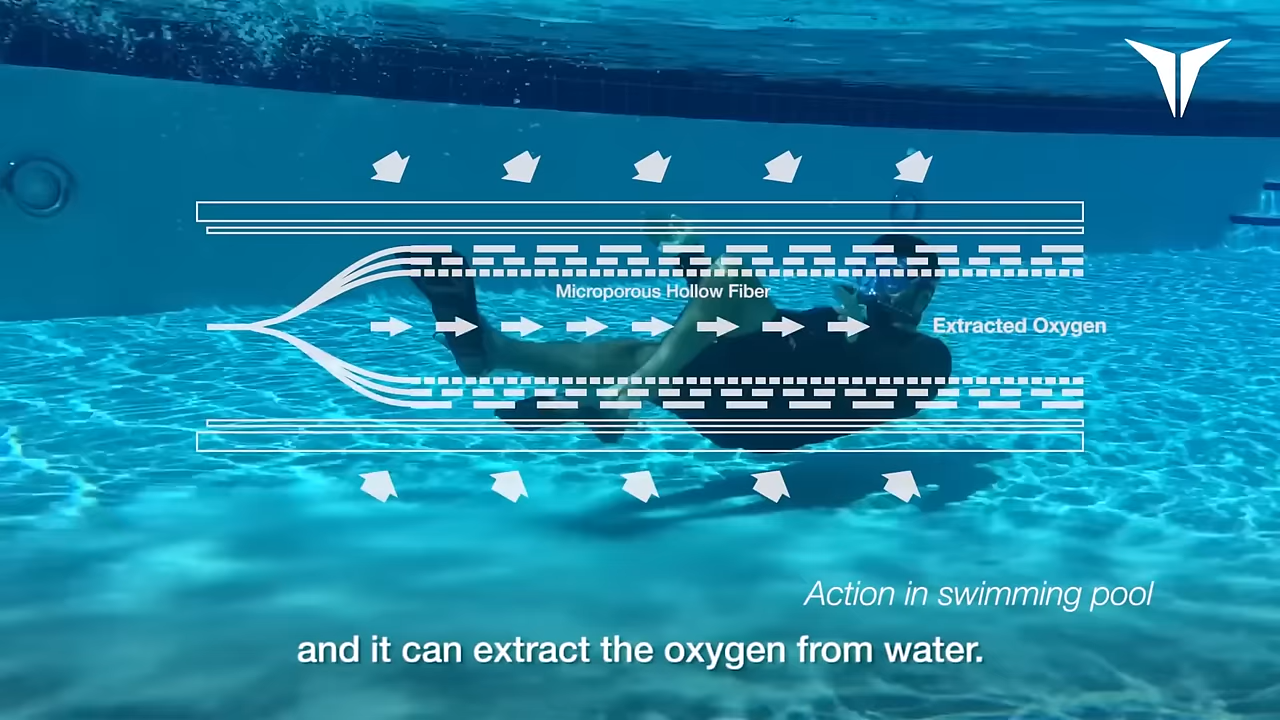 Microporous Hollow Fiber
Extracted Oxygen
Action in swimming pool
and it can extract the oxygen from water.